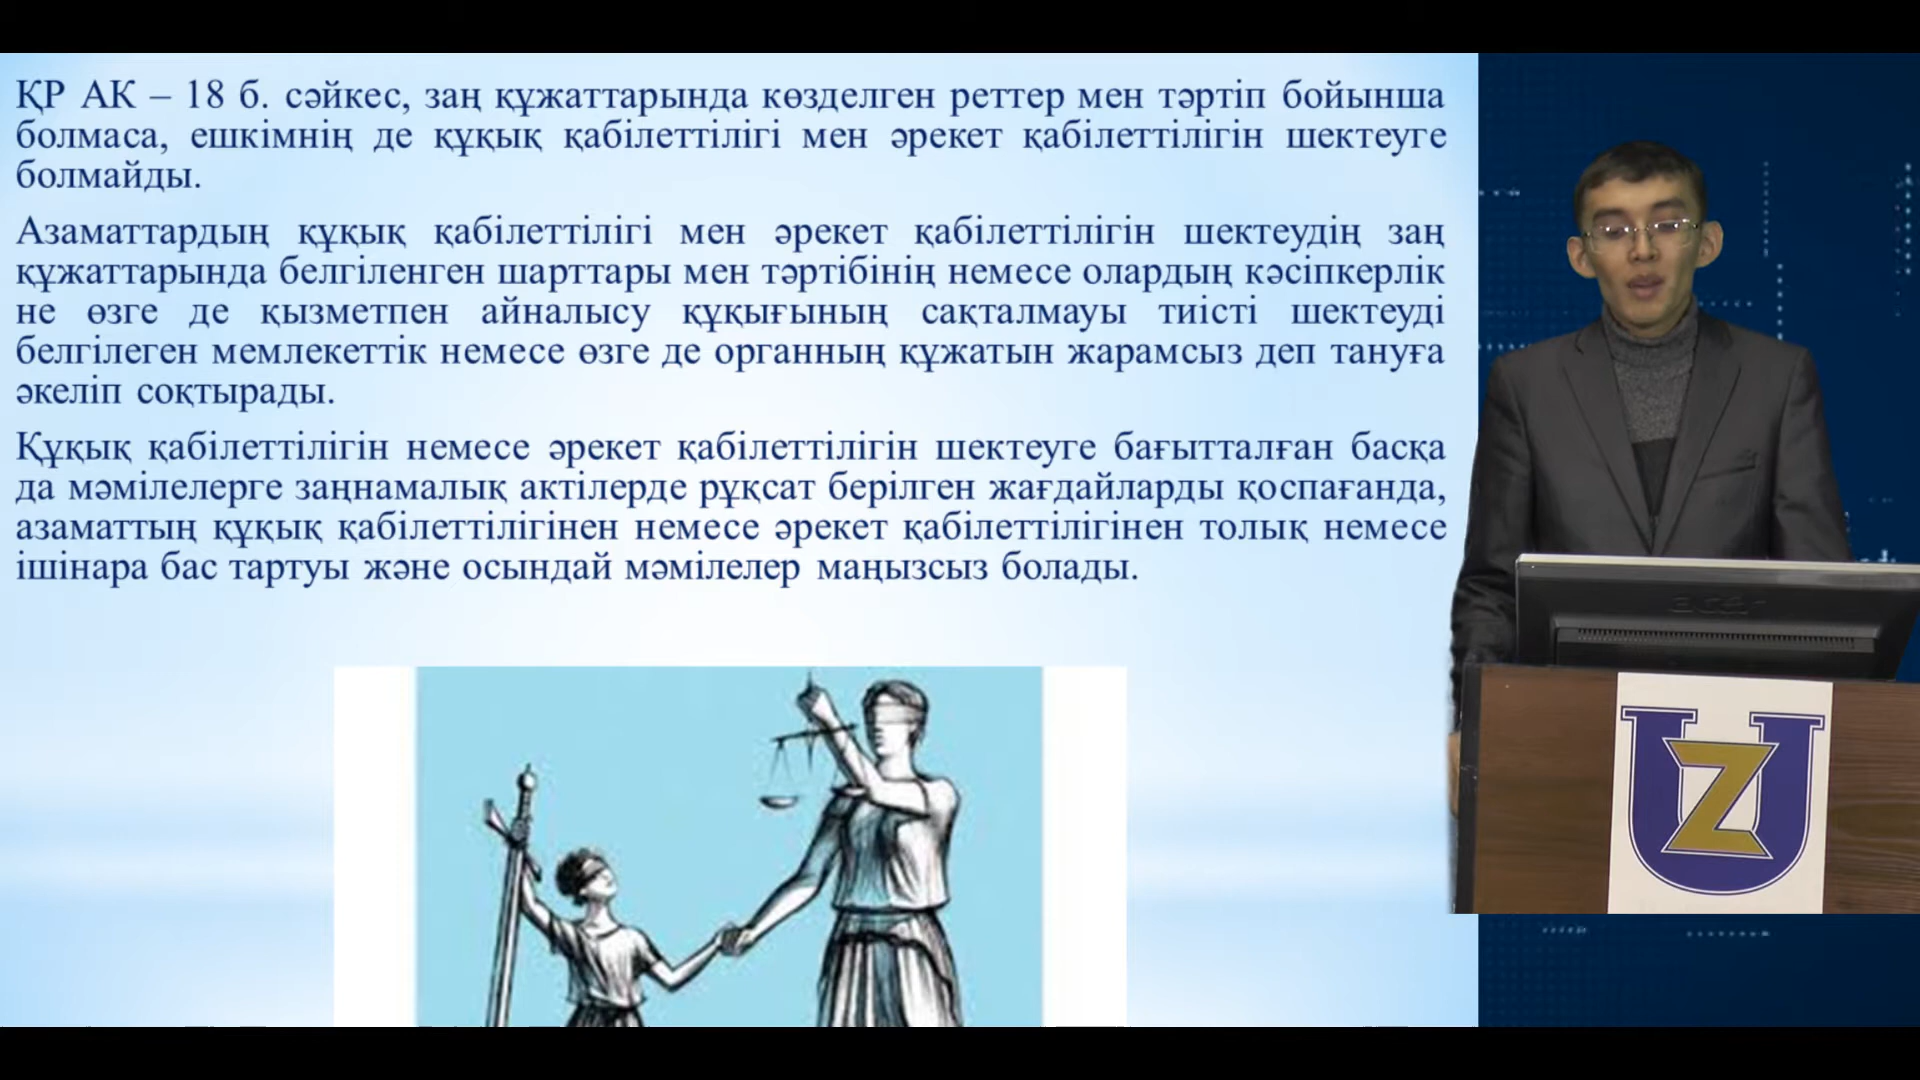 ҚР АК – 18 б. сәйкес, заң құжаттарында көзделген реттер мен тәртіп бойынша
болмаса, ешкімнің де құқық қабілеттілігі мен әрекет қабілеттілігін шектеуге
болмайды.
Азаматтардың құқық қабілеттілігі мен әрекет қабілеттілігін шектеудің заң
құжаттарында белгіленген шарттары мен тәртібінің немесе олардың кәсіпкерлік
не өзге де қызметпен айналысу құқығының сақталмауы тиісті шектеуді
белгілеген мемлекеттік немесе өзге де органның құжатын жарамсыз деп тануға
әкеліп соқтырады.
Құқық қабілеттілігін немесе әрекет қабілеттілігін шектеуге бағытталған басқа
да мәмілелерге заңнамалық актілерде рұқсат берілген жағдайларды қоспағанда,
азаматтың құқық қабілеттілігінен немесе әрекет қабілеттілігінен толық немесе
ішінара бас тартуы және осындай мәмілелер маңызсыз болады.
acer
UZ